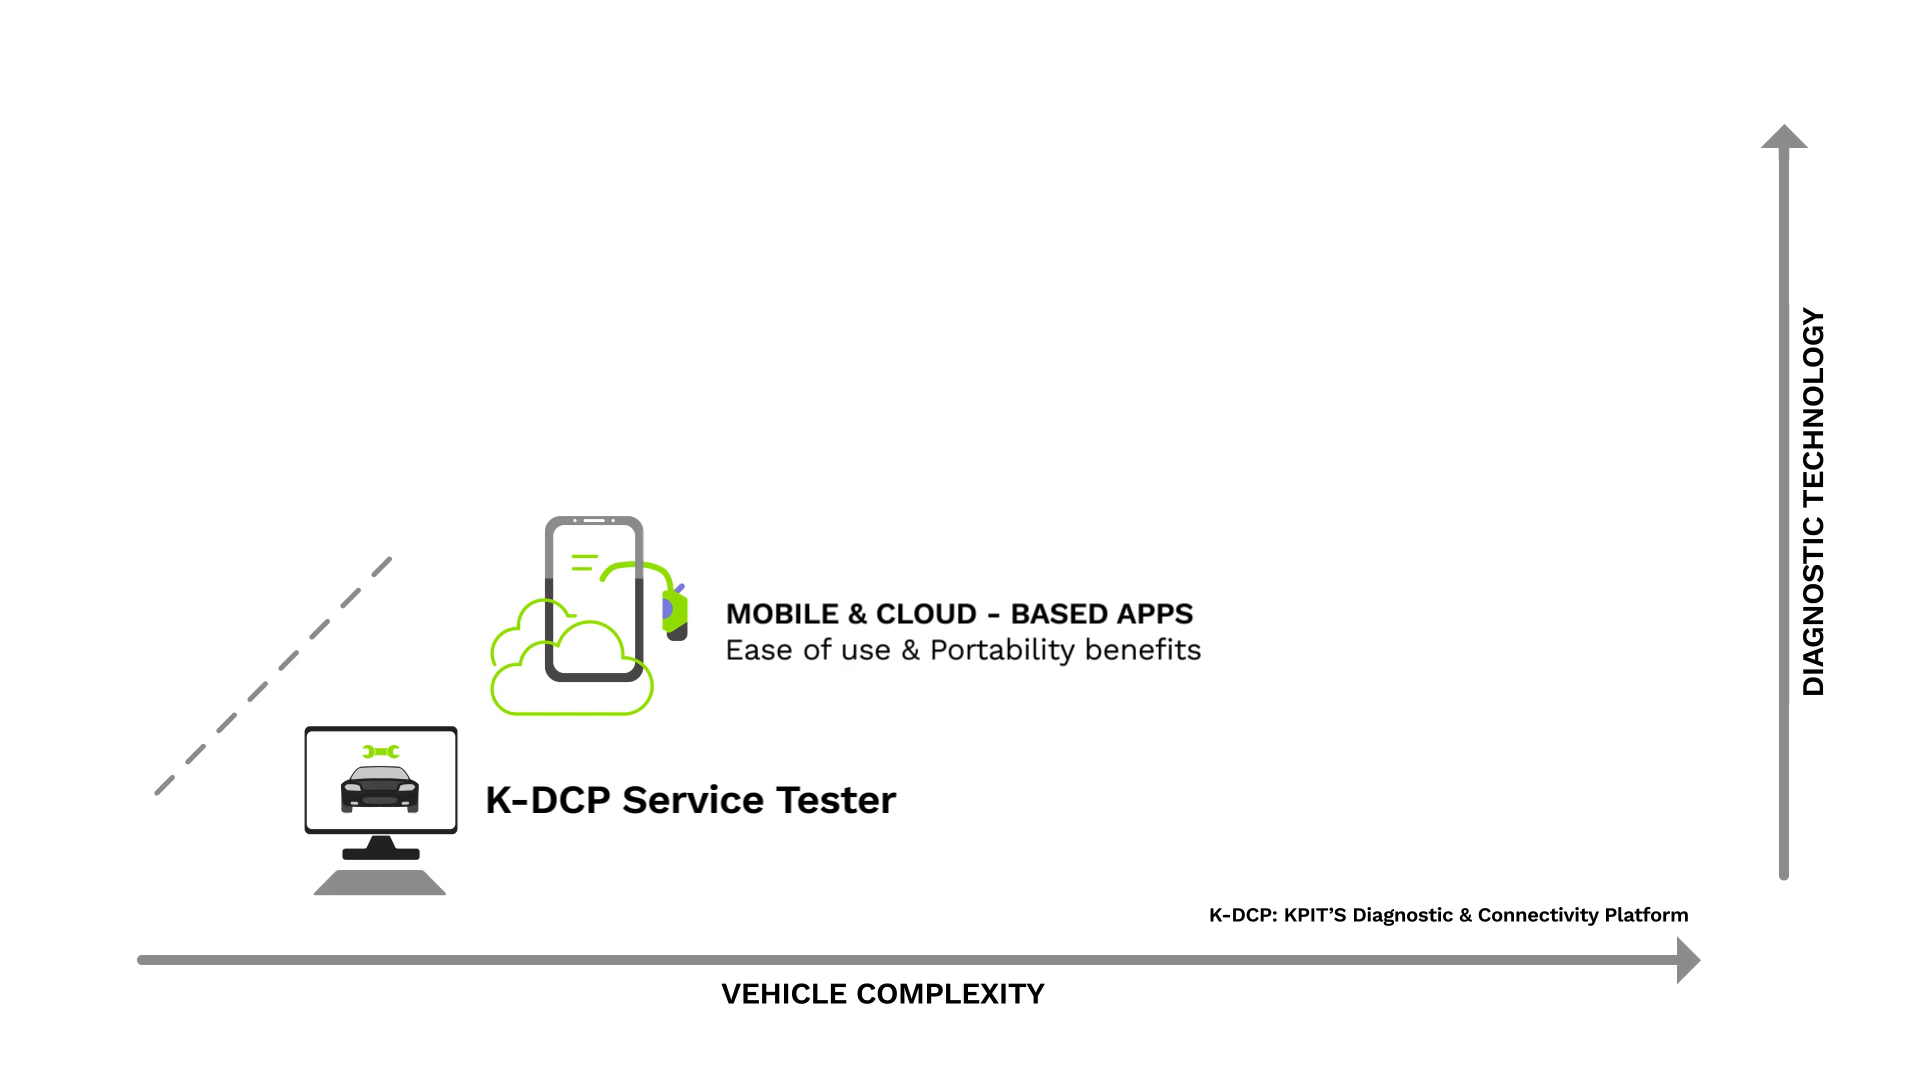 MOBILE & CLOUD - BASED APPS
Ease of use & Portability benefits
K-DCP Service Tester
K-DCP: KPIT’S Diagnostic & Connectivity Platform
VEHICLE COMPLEXITY
DIAGNOSTIC TECHNOLOGY